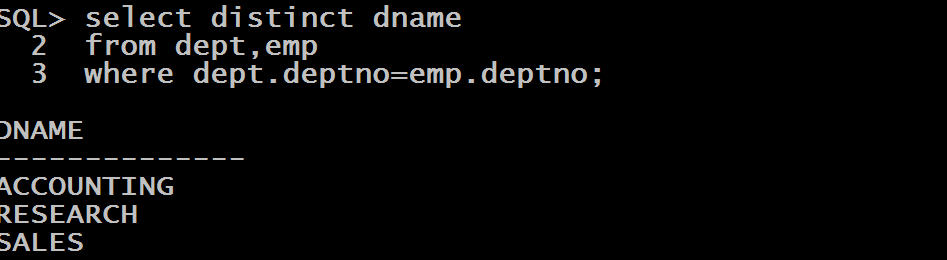 SQL> select distinct dname
2 from dept,emp
3 where dept.deptno=emp.deptno;
DNAME
--------------
ACCOUNTING
RESEARCH
SALES